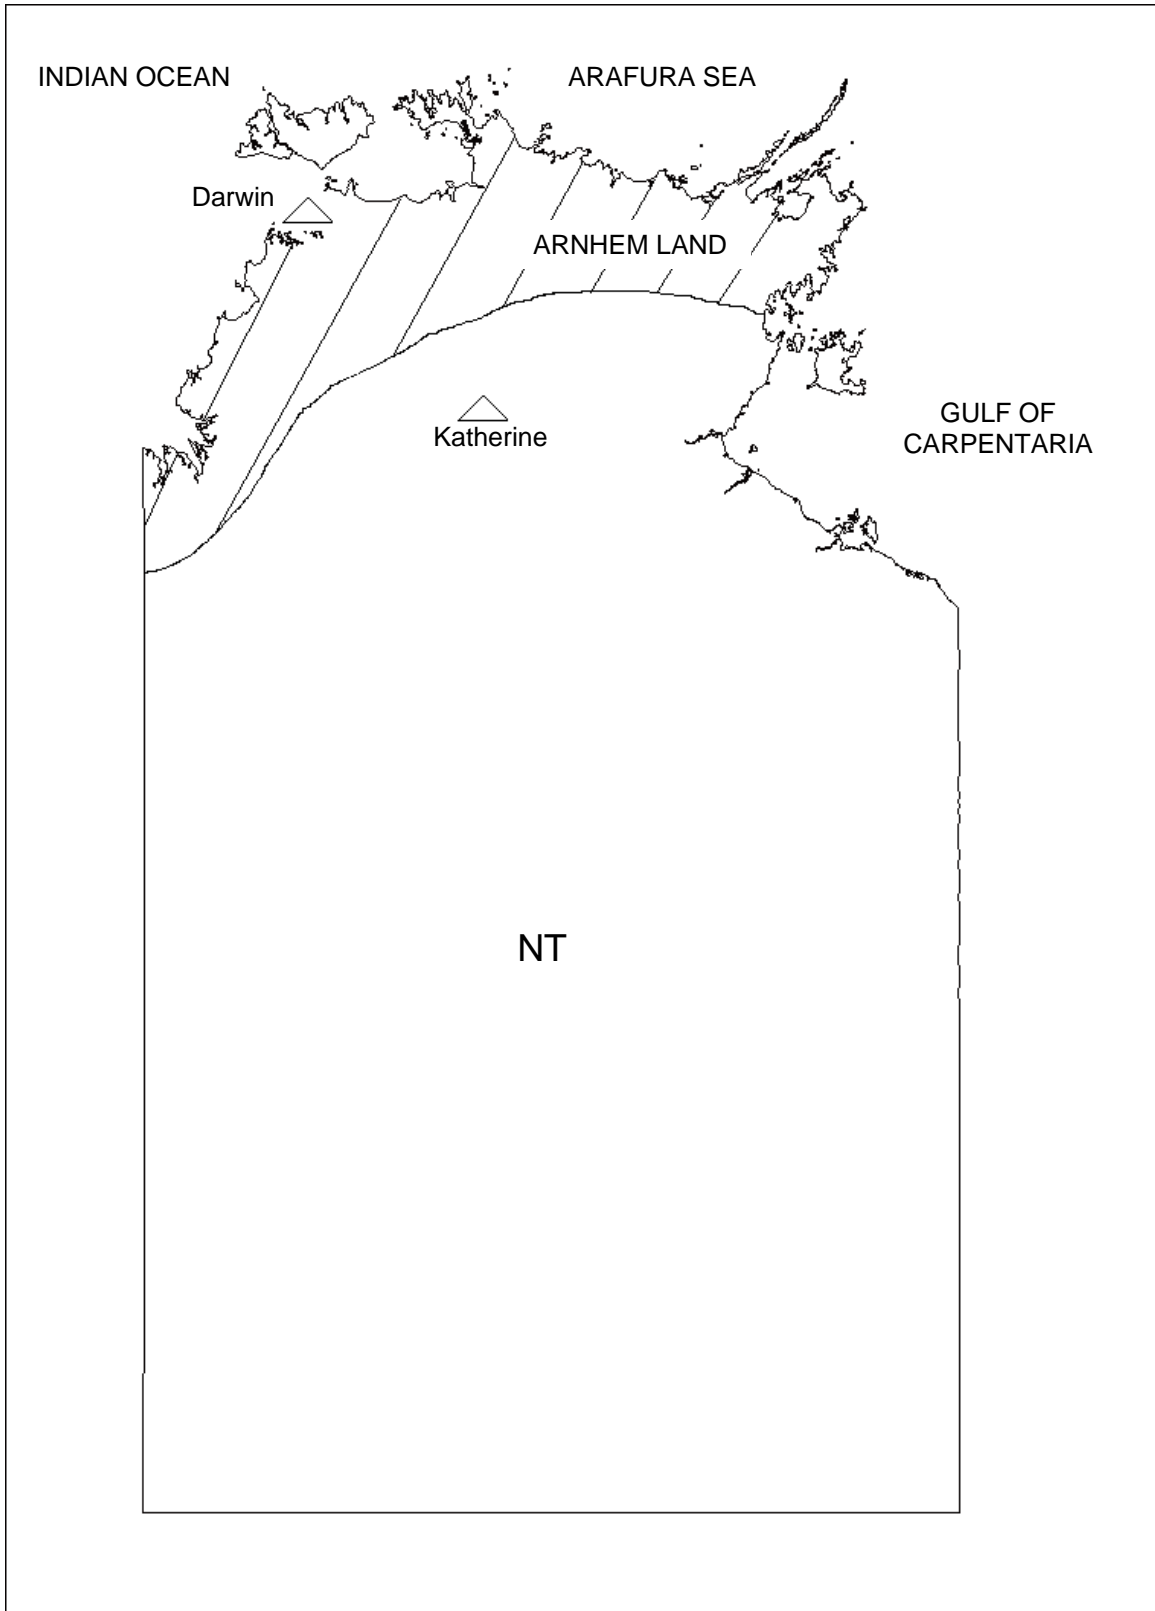 INDIAN OCEAN
ARAFURA SEA
Darwin
ARNHEM LAND
GULF OF
CARPENTARIA
Katherine
NT